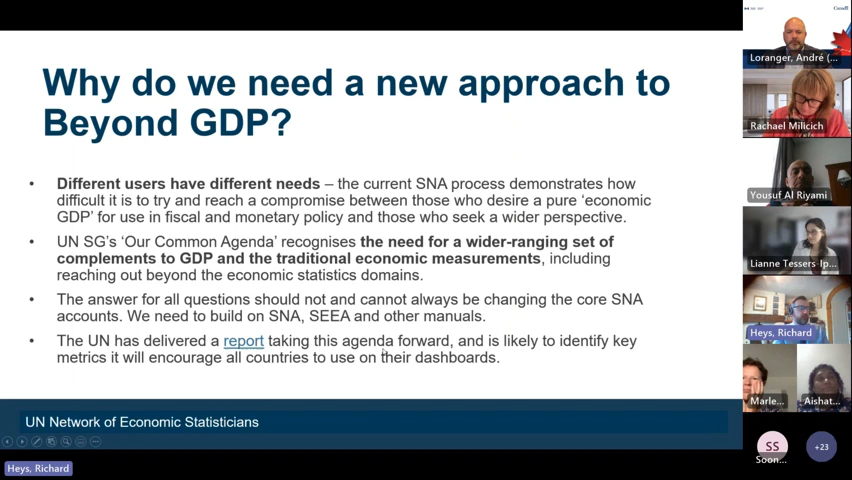 Why do we need a new approach to
Beyond GDP?
• Different users have different needs – the current SNA process demonstrates how
difficult it is to try and reach a compromise between those who desire a pure ‘economic
GDP’ for use in fiscal and monetary policy and those who seek a wider perspective.
• UN SG’s ‘Our Common Agenda’ recognises the need for a wider-ranging set of
complements to GDP and the traditional economic measurements, including
reaching out beyond the economic statistics domains.
• The answer for all questions should not and cannot always be changing the core SNA
accounts. We need to build on SNA, SEEA and other manuals.
• The UN has delivered a report taking this agenda forward, and is likely to identify key
metrics it will encourage all countries to use on their dashboards.
UN Network of Economic Statisticians
Heys, Richard
Canada
Loranger, André (...
Rachael Milicich
Yousuf Al Riyami
Lianne Tessers-Ip...
Heys, Richard
Marle...
Aishat...
SS
Soon...
+23